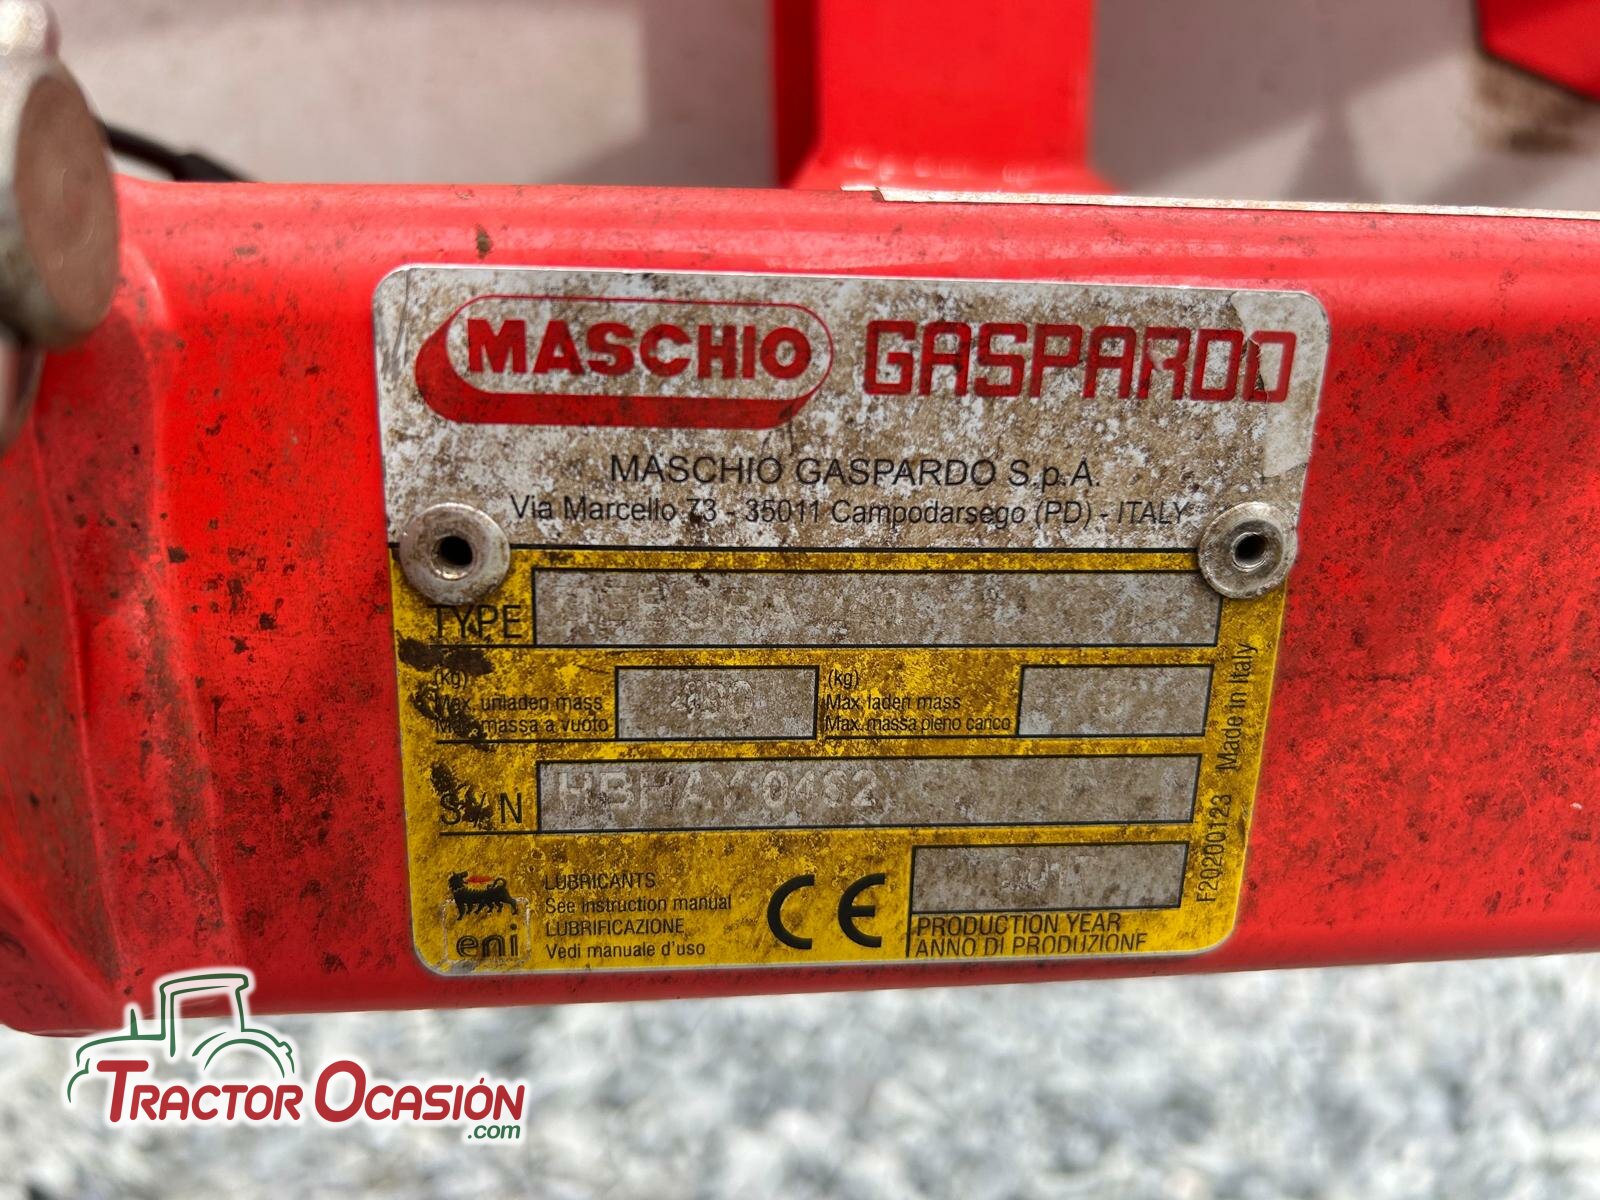 MASCHIO GASPARDO
MASCHIO GASPARDO S.p.A.
Via Marcello 73 - 35011 Campodarsego (PD) - ITALY
TYPE
(kg)
Max. unladen mass
Max. massa a vuoto
(kg)
Max. laden mass
Max. massa pieno carico
S / N
LUBRICANTS
See instruction manual
LUBRIFICAZIONE
Vedi manuale d'uso
eni
CE
PRODUCTION YEAR
ANNO DI PRODUZIONE
F20200123 Made in Italy
TRACTOR OCASIÓN
.com